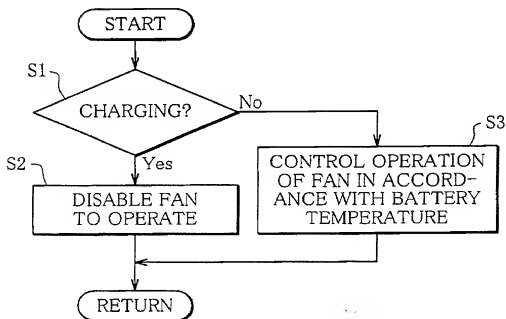 START
S1
CHARGING?
No
S3
Yes
S2
DISABLE FAN
TO OPERATE
CONTROL OPERATION
OF FAN IN ACCORD-
ANCE WITH BATTERY
TEMPERATURE
RETURN